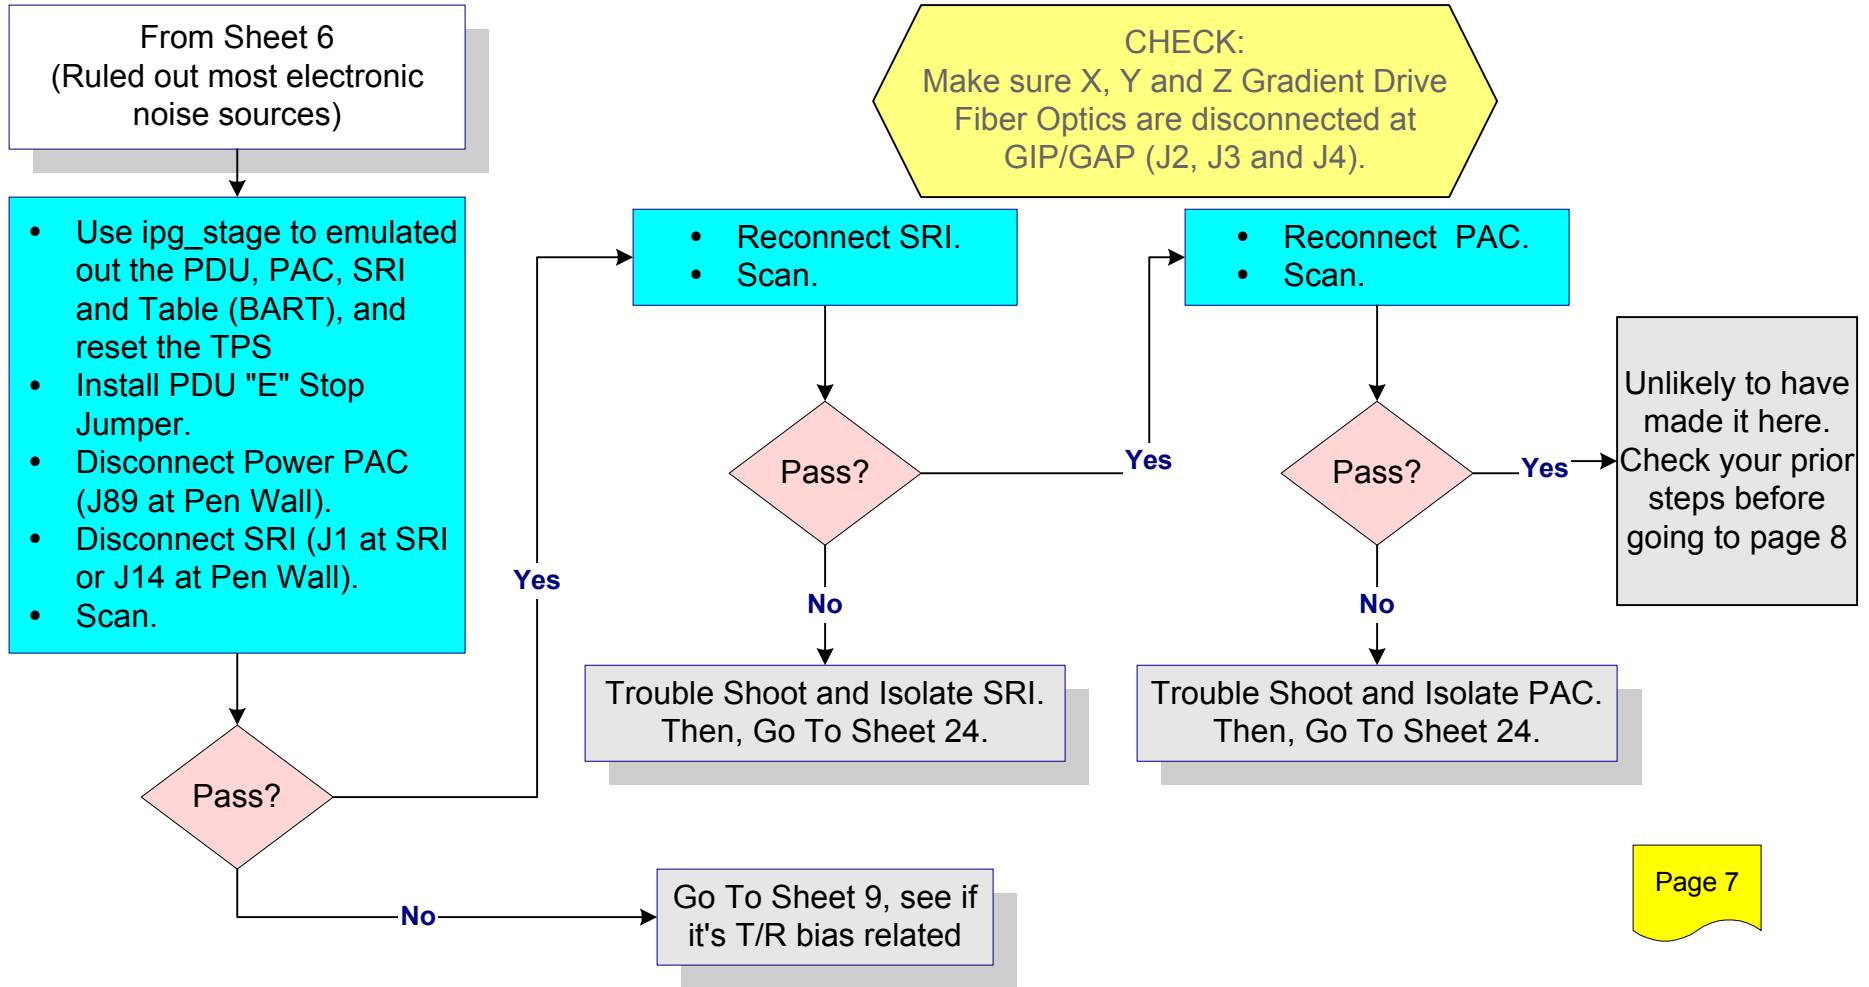 From Sheet 6
(Ruled out most electronic
noise sources)
CHECK:
Make sure X, Y and Z Gradient Drive
Fiber Optics are disconnected at
GIP/GAP (J2, J3 and J4).
• Use ipg_stage to emulated
out the PDU, PAC, SRI
and Table (BART), and
reset the TPS
• Install PDU "E" Stop
Jumper.
• Disconnect Power PAC
(J89 at Pen Wall).
• Disconnect SRI (J1 at SRI
or J14 at Pen Wall).
• Scan.
Pass?
Yes
No
Go To Sheet 9, see if
it's T/R bias related
• Reconnect SRI.
• Scan.
Pass?
Yes
No
Trouble Shoot and Isolate SRI.
Then, Go To Sheet 24.
• Reconnect PAC.
• Scan.
Pass?
Yes
No
Trouble Shoot and Isolate PAC.
Then, Go To Sheet 24.
Unlikely to have
made it here.
Check your prior
steps before
going to page 8
Page 7